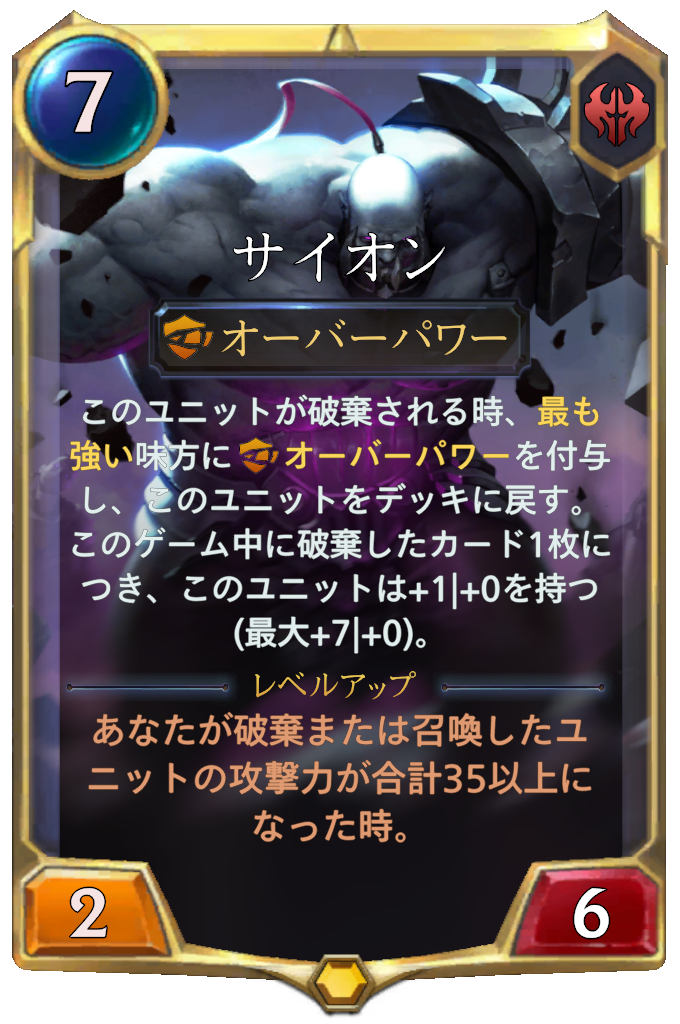 7
サイオン
オーバーパワー
このユニットが破棄される時、最も
強い味方にオーバーパワーを付与
し、このユニットをデッキに戻す。
このゲーム中に破棄したカード1枚に
つき、このユニットは+1|+0を持つ
(最大+7|+0)。
レベルアップ
あなたが破棄または召喚したユ
ニットの攻撃力が合計35以上に
なった時。
2
6